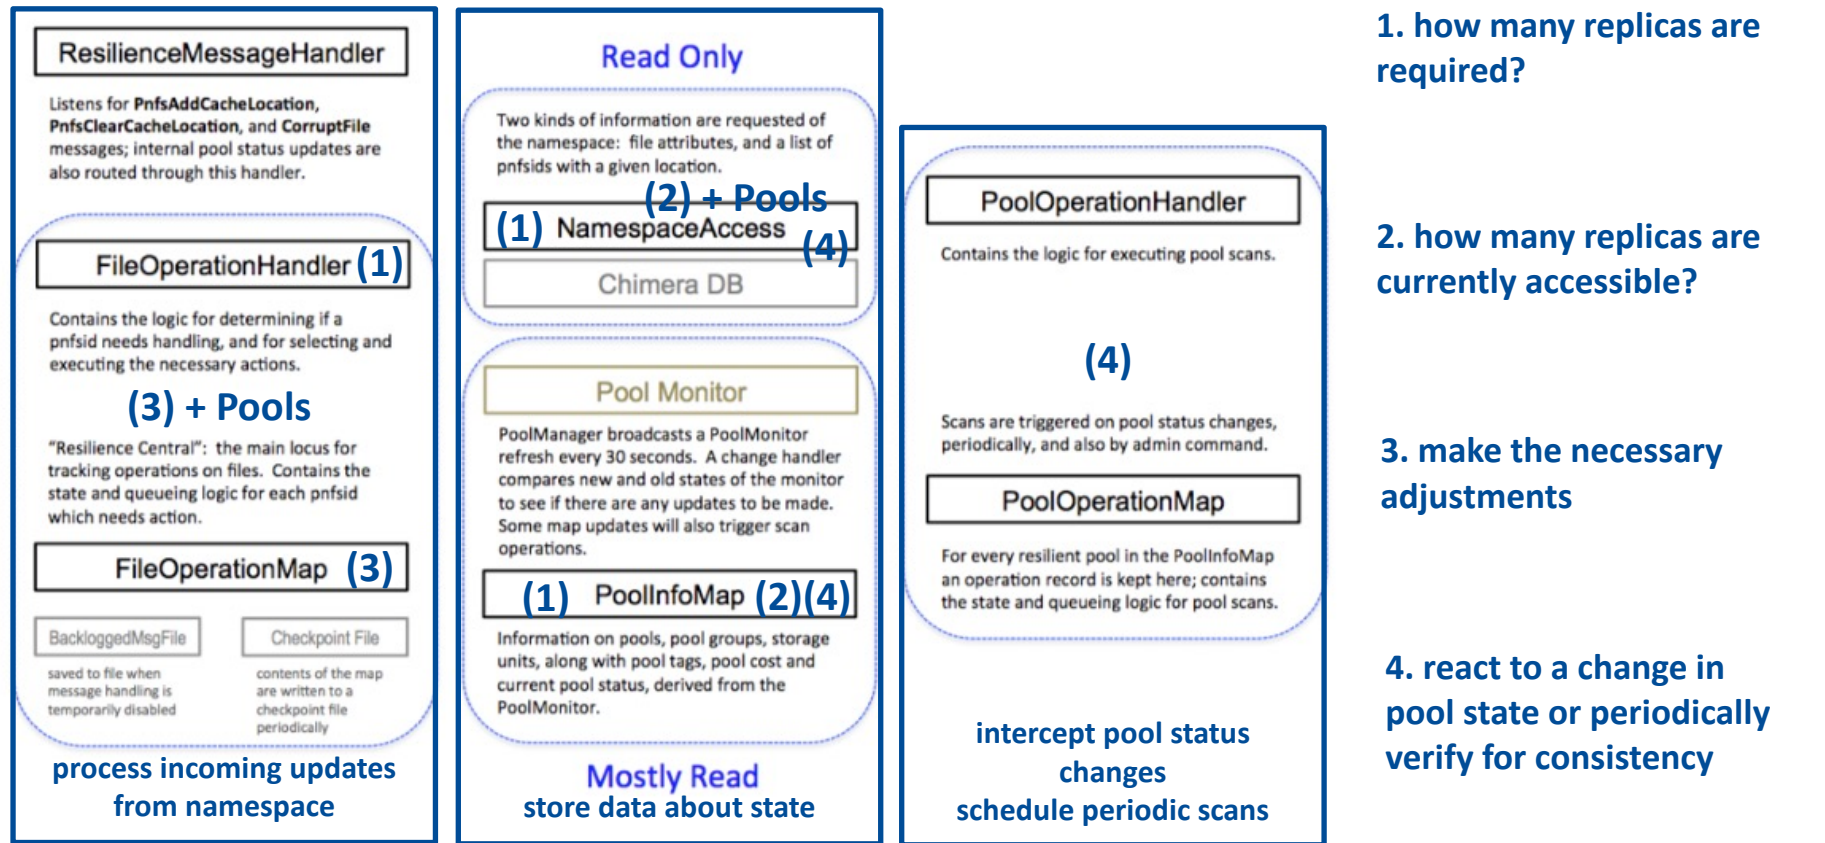 ResilienceMessageHandler
Listens for PnfsAddCacheLocation,
PnfsClearCacheLocation, and CorruptFile
messages; internal pool status updates are
also routed through this handler.
FileOperationHandler (1)
Contains the logic for determining if a
pnfsid needs handling, and for selecting and
executing the necessary actions.
(3) + Pools
"Resilience Central":  the main locus for
tracking operations on files.  Contains the
state and queueing logic for each pnfsid
which needs action.
FileOperationMap (3)
BackloggedMsgFile
saved to file when
message handling is
temporarily disabled
Checkpoint File
contents of the map
are written to a
checkpoint file
periodically
process incoming updates
from namespace
Read Only
Two kinds of information are requested of
the namespace:  file attributes, and a list of
pnfsids with a given location.
(2) + Pools
(1) NamespaceAccess (4)
Chimera DB
Pool Monitor
PoolManager broadcasts a PoolMonitor
refresh every 30 seconds.  A change handler
compares new and old states of the monitor
to see if there are any updates to be made.
Some map updates will also trigger scan
operations.
(1) PoolInfoMap (2)(4)
Information on pools, pool groups, storage
units, along with pool tags, pool cost and
current pool status, derived from the
PoolMonitor.
Mostly Read
store data about state
PoolOperationHandler
Contains the logic for executing pool scans.
(4)
Scans are triggered on pool status changes,
periodically, and also by admin command.
PoolOperationMap
For every resilient pool in the PoolInfoMap
an operation record is kept here; contains
the state and queueing logic for pool scans.
intercept pool status
changes
schedule periodic scans
1. how many replicas are
required?
2. how many replicas are
currently accessible?
3. make the necessary
adjustments
4. react to a change in
pool state or periodically
verify for consistency